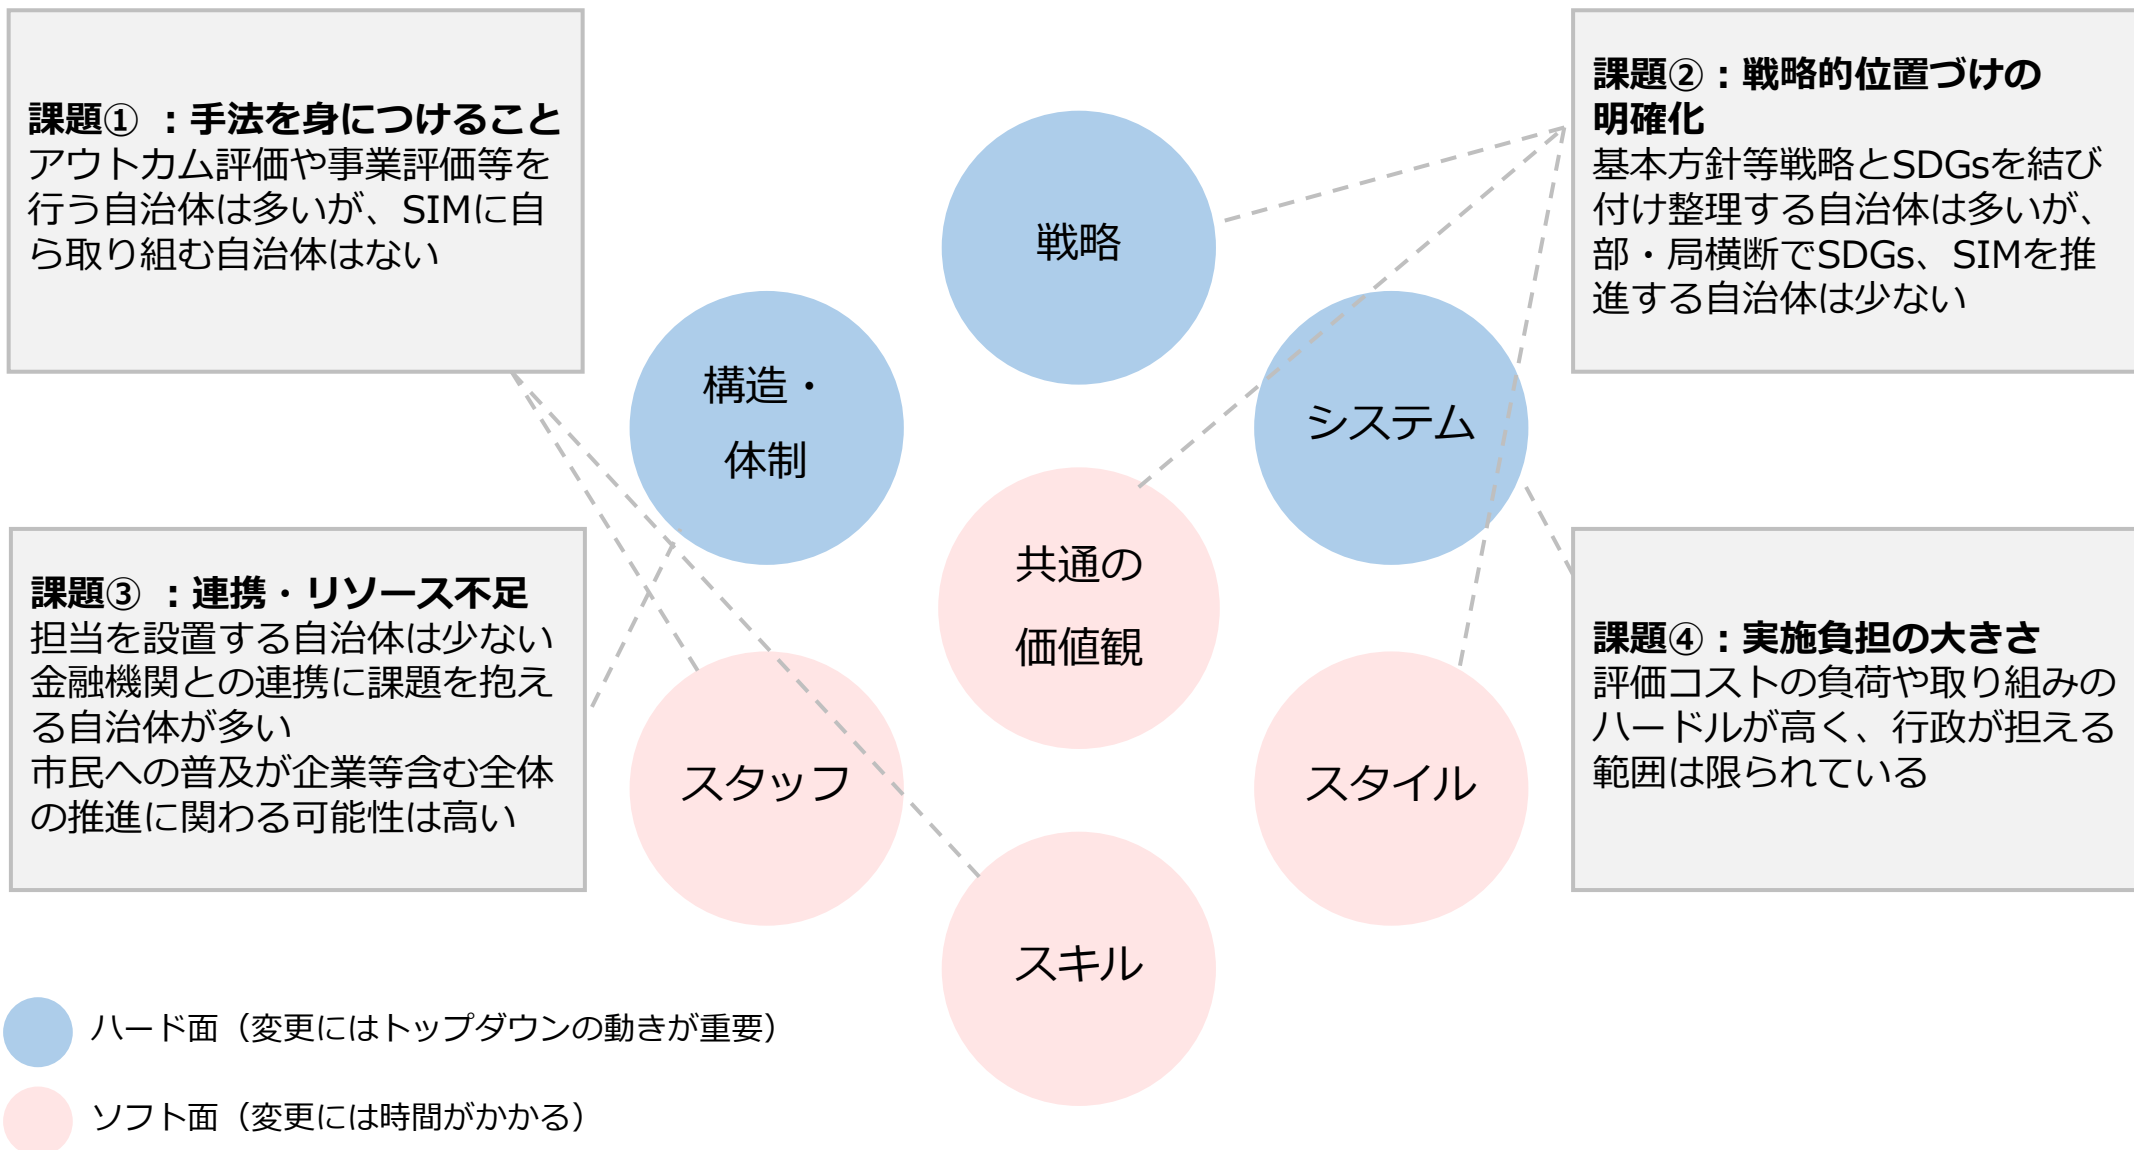 課題① ：手法を身につけること
アウトカム評価や事業評価等を
行う自治体は多いが、SIMに自
ら取り組む自治体はない
課題②：戦略的位置づけの
明確化
基本方針等戦略とSDGsを結び
付け整理する自治体は多いが、
部・局横断でSDGs、SIMを推
進する自治体は少ない
戦略
構造・
体制
システム
共通の
価値観
課題③ ：連携・リソース不足
担当を設置する自治体は少ない
金融機関との連携に課題を抱え
る自治体が多い
市民への普及が企業等含む全体
の推進に関わる可能性は高い
課題④：実施負担の大きさ
評価コストの負荷や取り組みの
ハードルが高く、行政が担える
範囲は限られている
スタッフ
スタイル
スキル
ハード面（変更にはトップダウンの動きが重要）
ソフト面（変更には時間がかかる）